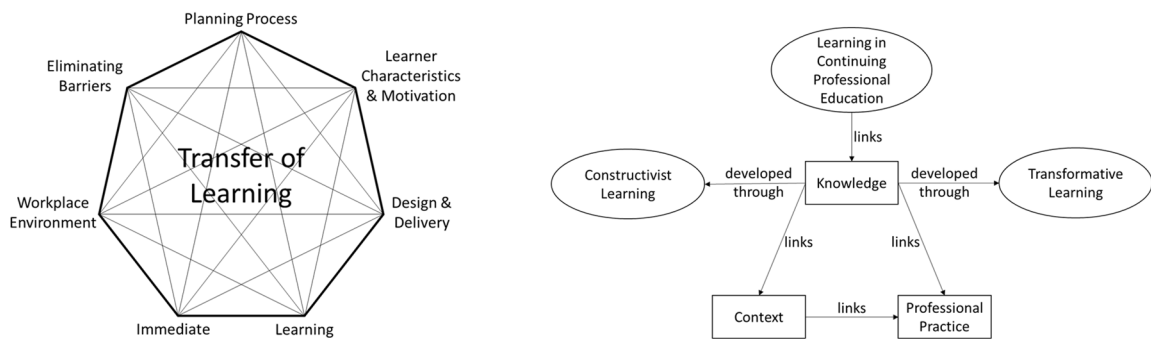 Planning Process
Eliminating
Barriers
Learner
Characteristics
& Motivation
Transfer of
Learning
Workplace
Environment
Design &
Delivery
Immediate
Learning
Learning in
Continuing
Professional
Education
links
Constructivist
Learning
developed
through
Knowledge
developed
through
Transformative
Learning
links
links
Context
links
Professional
Practice